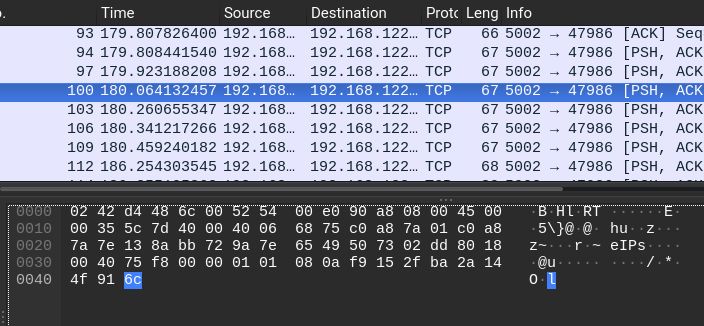 Time Source Destination Length Info
93 179.807826400 192.168… 192.168.122… TCP 66 5002 → 47986 [ACK] Seq
94 179.808441540 192.168… 192.168.122… TCP 67 5002 → 47986 [PSH, ACK
97 179.923188208 192.168… 192.168.122… TCP 67 5002 → 47986 [PSH, ACK
100 180.064132457 192.168… 192.168.122… TCP 67 5002 → 47986 [PSH, ACK
103 180.260655347 192.168… 192.168.122… TCP 67 5002 → 47986 [PSH, ACK
106 180.341217266 192.168… 192.168.122… TCP 67 5002 → 47986 [PSH, ACK
109 180.459240182 192.168… 192.168.122… TCP 67 5002 → 47986 [PSH, ACK
112 186.254303545 192.168… 192.168.122… TCP 68 5002 → 47986 [PSH, ACK
0000 02 42 d4 48 6c 00 52 54 00 e0 90 a8 08 00 45 00 ·B·Hl·RT ······E·
0010 00 35 5c 7d 40 00 40 06 68 75 c0 a8 7a 01 c0 a8 ·5\}@·@· hu··z···
0020 7a 7e 13 8a bb 72 9a 7e 65 49 50 73 02 dd 80 18 z~···r·~ eIPs····
0030 00 40 75 f8 00 00 01 01 08 0a f9 15 2f ba 2a 14 ·@u····· ····/·*·
0040 4f 91 6c O·l